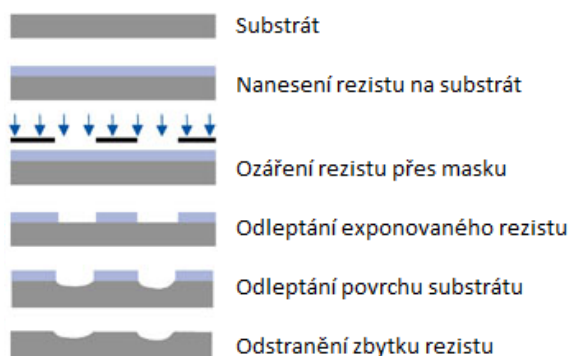 Substrát
Nanesení rezistu na substrát
Ozáření rezistu přes masku
Odleptání exponovaného rezistu
Odleptání povrchu substrátu
Odstranění zbytku rezistu